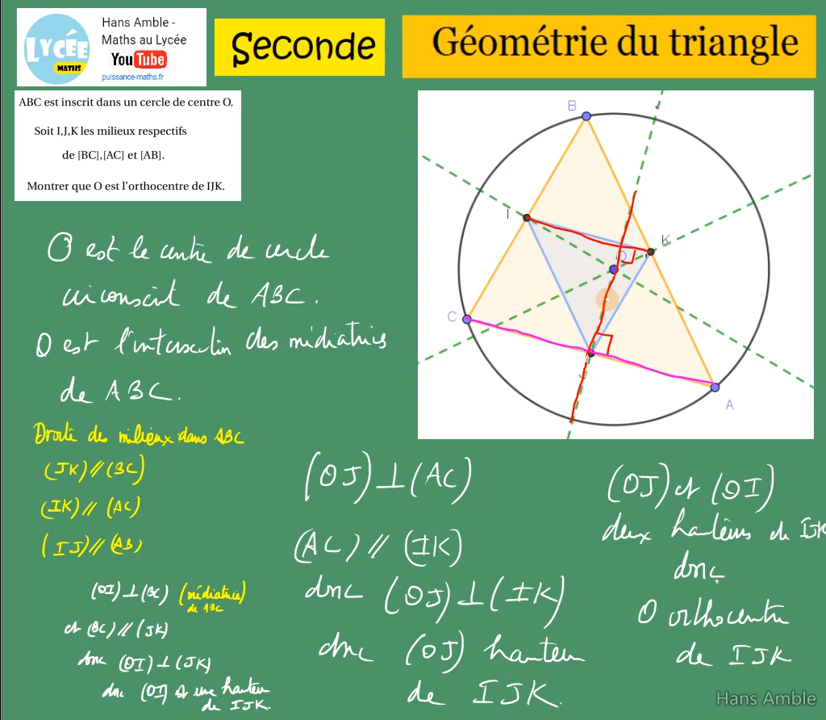 LYCÉE
MATHS
Hans Amble -
Maths au Lycée
YouTube
puissance-maths.fr
Seconde
Géométrie du triangle
ABC est inscrit dans un cercle de centre O.
Soit I,J,K les milieux respectifs
de [BC],[AC] et [AB].
Montrer que O est l'orthocentre de IJK.
B
I
K
O
C
J
A
O est le centre de cercle
circonscrit de ABC.
O est l'intersection des médiatrices
de ABC.
Droite des milieux dans ABC
(JK) // (BC)
(IK) // (AC)
(IJ) // (AB)
(OI) ⊥ (BC) (médiatrice)
de ABC
et (BC) // (JK)
donc (OI) ⊥ (JK)
donc (OI) est une hauteur
de IJK.
(OJ) ⊥ (AC)
(AC) // (IK)
donc (OJ) ⊥ (IK)
donc (OJ) hauteur
de IJK.
(OJ) et (OI)
deux hauteurs de IJK
donc
O orthocentre
de IJK
Hans Amble